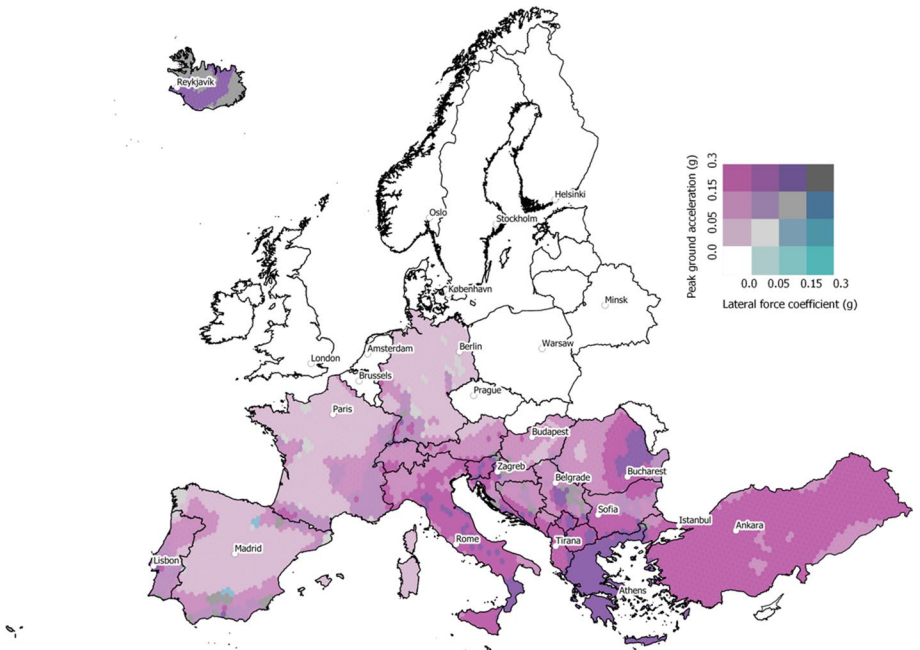 Reykjavík
Helsinki
Oslo
Stockholm
København
Minsk
Amsterdam
Berlin
Warsaw
London
Brussels
Prague
Paris
Budapest
Zagreb
Belgrade
Bucharest
Sofia
Istanbul
Ankara
Rome
Tirana
Madrid
Lisbon
Athens
Peak ground acceleration (g)
0.3
0.15
0.05
0.0
0.0 0.05 0.15 0.3
Lateral force coefficient (g)